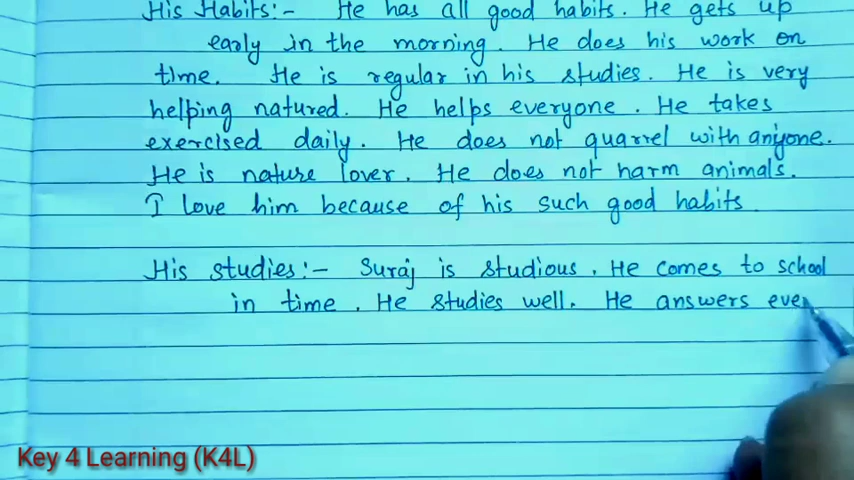 His Habits:- He has all good habits. He gets up
early in the morning. He does his work on
time. He is regular in his studies. He is very
helping natured. He helps everyone. He takes
exercised daily. He does not quarrel with anyone.
He is nature lover. He does not harm animals.
I love him because of his such good habits
His studies:- Suraj is studious. He comes to school
in time. He studies well. He answers eve
Key 4 Learning (K4L)